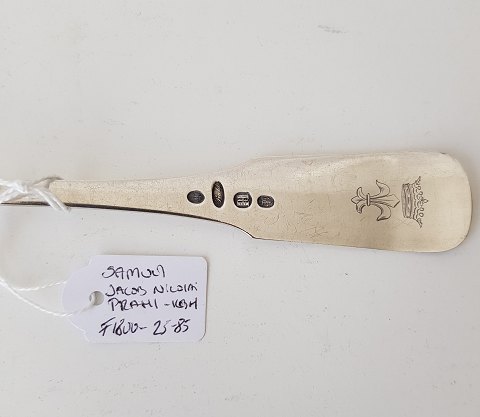 SAMUEL
JACOB NICOLAI
PRAHL - KBH
F1800 - 25 - 85